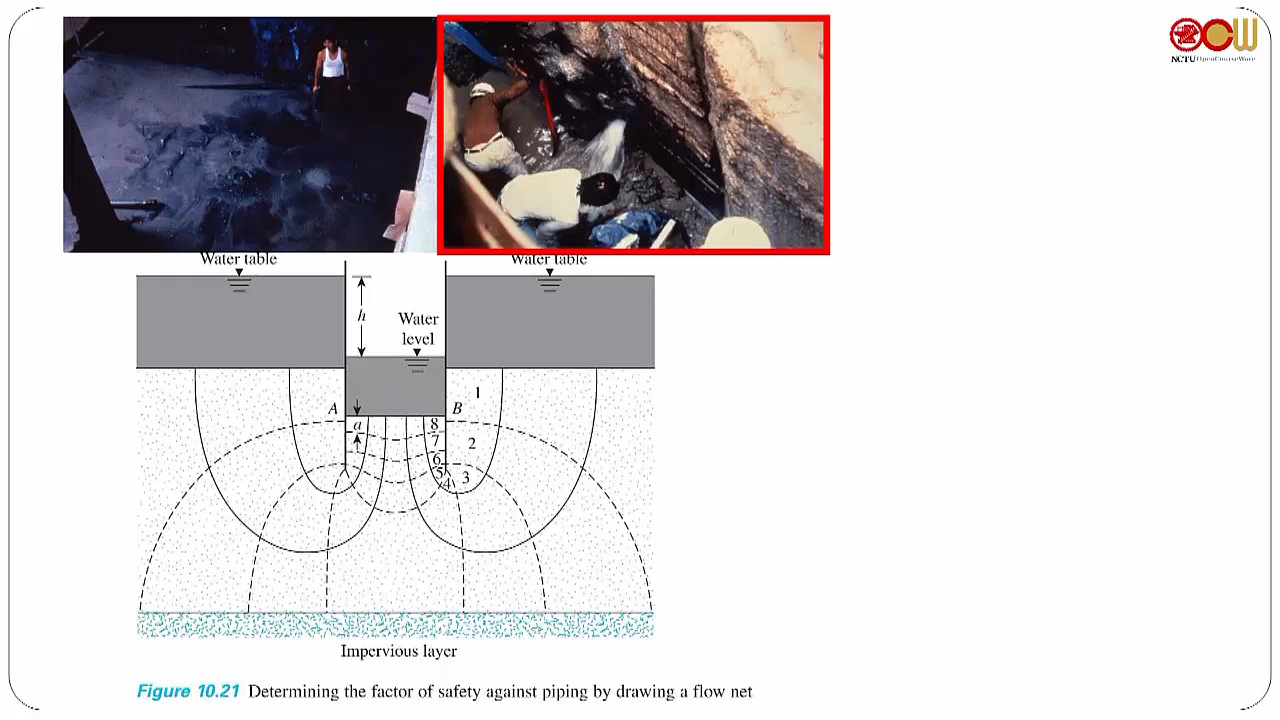 NCTU OpenCourseWare
Water table
Water table
h
Water
level
A
B
a
1
8
7
2
6
5
3
4
Impervious layer
Figure 10.21 Determining the factor of safety against piping by drawing a flow net